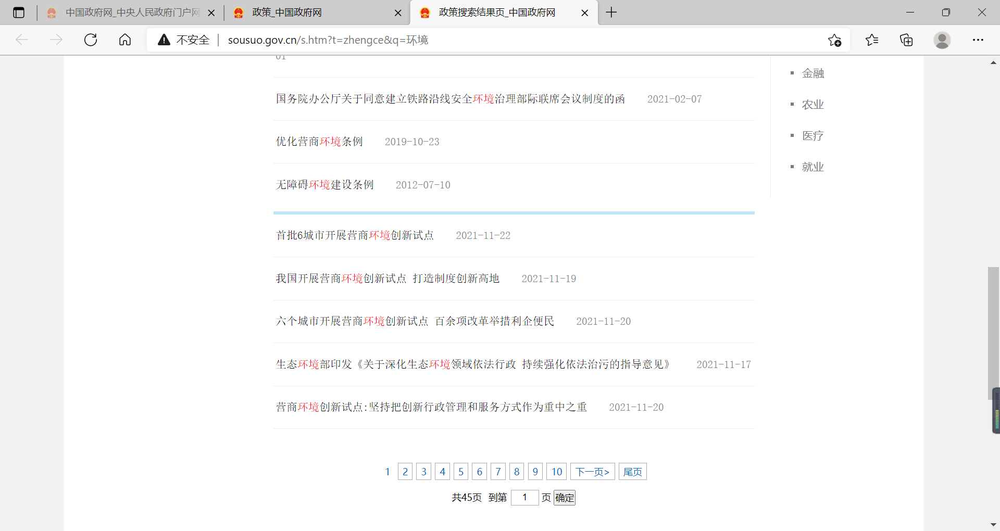 中国政府网_中央人民政府门户网
政策_中国政府网
政策搜索结果页_中国政府网
不安全
sousuo.gov.cn/s.htm?t=zhengce&q=环境
01
国务院办公厅关于同意建立铁路沿线安全环境治理部际联席会议制度的函 2021-02-07
优化营商环境条例 2019-10-23
无障碍环境建设条例 2012-07-10
首批6城市开展营商环境创新试点 2021-11-22
我国开展营商环境创新试点 打造制度创新高地 2021-11-19
六个城市开展营商环境创新试点 百余项改革举措利企便民 2021-11-20
生态环境部印发《关于深化生态环境领域依法行政 持续强化依法治污的指导意见》 2021-11-17
营商环境创新试点:坚持把创新行政管理和服务方式作为重中之重 2021-11-20
1 2 3 4 5 6 7 8 9 10 下一页> 尾页
共45页 到第 1 页 确定
金融
农业
医疗
就业